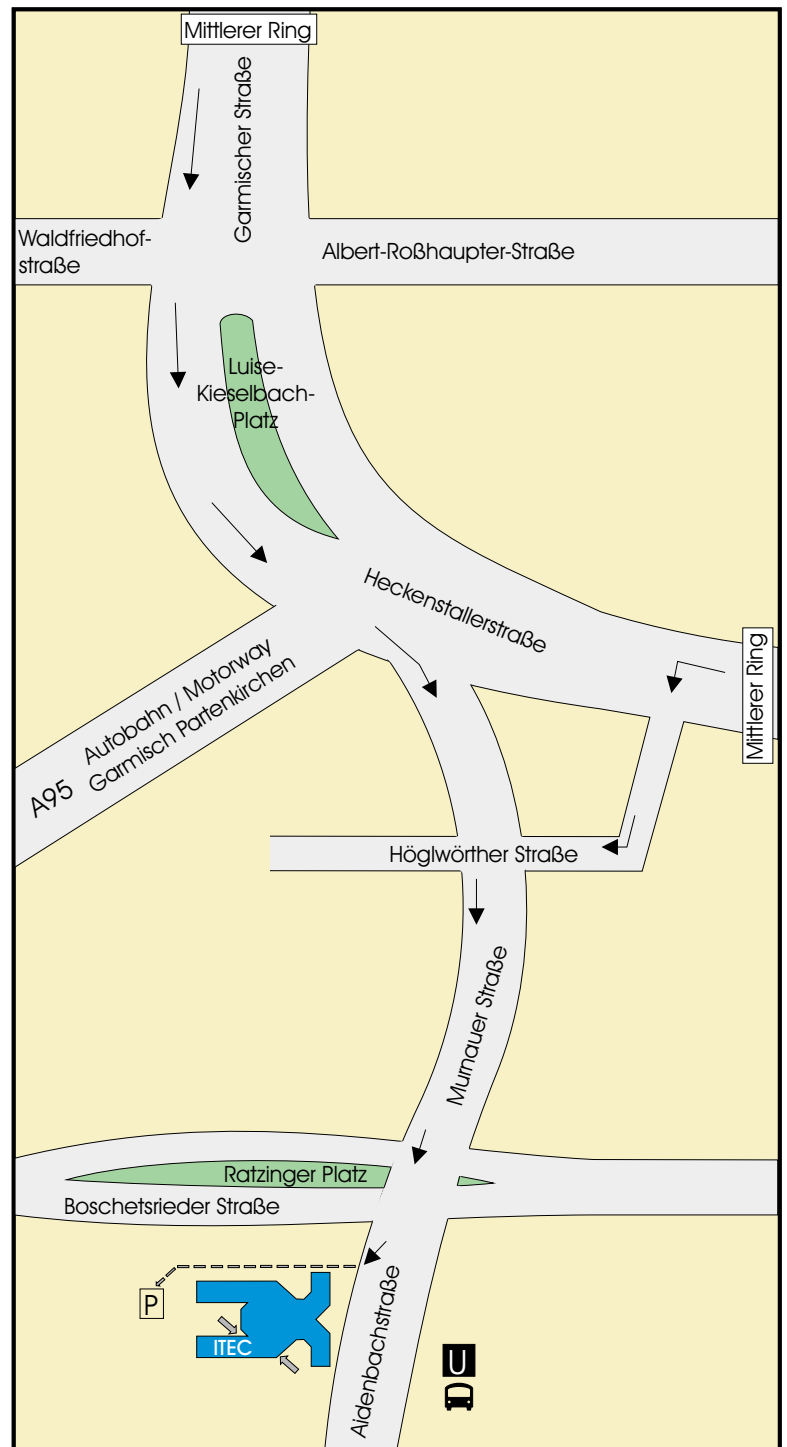 Mittlerer Ring
Garmischer Straße
Waldfriedhof-
straße
Albert-Roßhaupter-Straße
Luise-
Kieselbach-
Platz
Heckenstallerstraße
Mittlerer Ring
Autobahn / Motorway
A95 Garmisch Partenkirchen
Höglwörther Straße
Murnauer Straße
Ratzinger Platz
Boschetsrieder Straße
P
ITEC
Aidenbachstraße
U